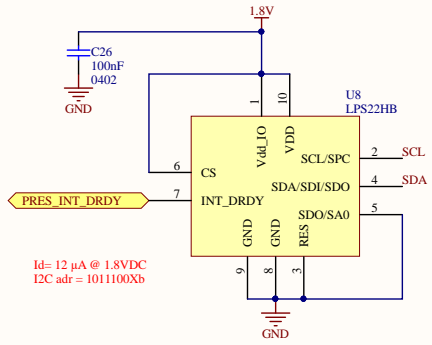 1.8V
C26
100nF
0402
GND
U8
LPS22HB
1
10
Vdd_IO
VDD
6
CS
SCL/SPC
2
SCL
7
INT_DRDY
PRES_INT_DRDY
SDA/SDI/SDO
4
SDA
SDO/SA0
5
GND
GND
RES
9
8
3
Id= 12 µA @ 1.8VDC
I2C adr = 1011100Xb
GND